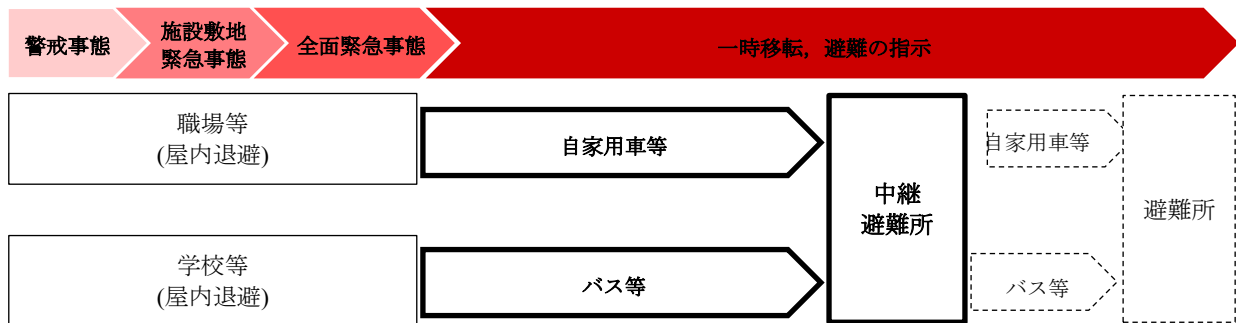 警戒事態
施設敷地
緊急事態
全面緊急事態
一時移転，避難の指示
職場等
(屋内退避)
自家用車等
中継
避難所
自家用車等
避難所
学校等
(屋内退避)
バス等
バス等